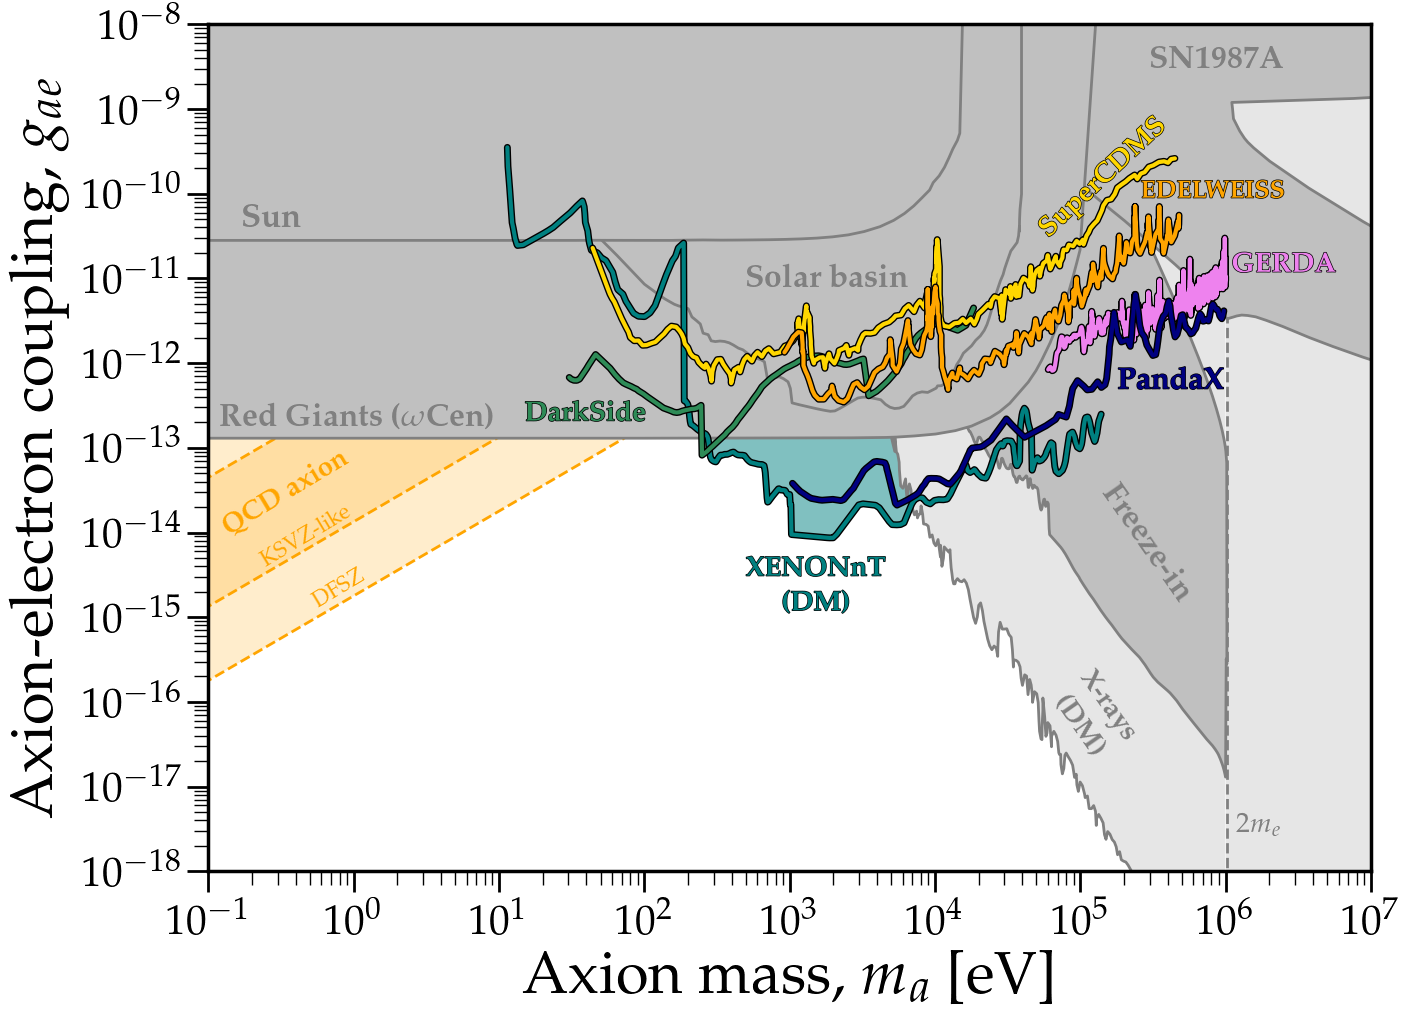 Axion-electron coupling, g_ae
10^−8
10^−9
10^−10
10^−11
10^−12
10^−13
10^−14
10^−15
10^−16
10^−17
10^−18
SN1987A
SuperCDMS
EDELWEISS
Sun
Solar basin
GERDA
PandaX
Red Giants (ωCen)
DarkSide
QCD axion
KSVZ-like
DFSZ
XENONnT
(DM)
Freeze-in
X-rays
(DM)
2m_e
10^−1
10^0
10^1
10^2
10^3
10^4
10^5
10^6
10^7
Axion mass, m_a [eV]